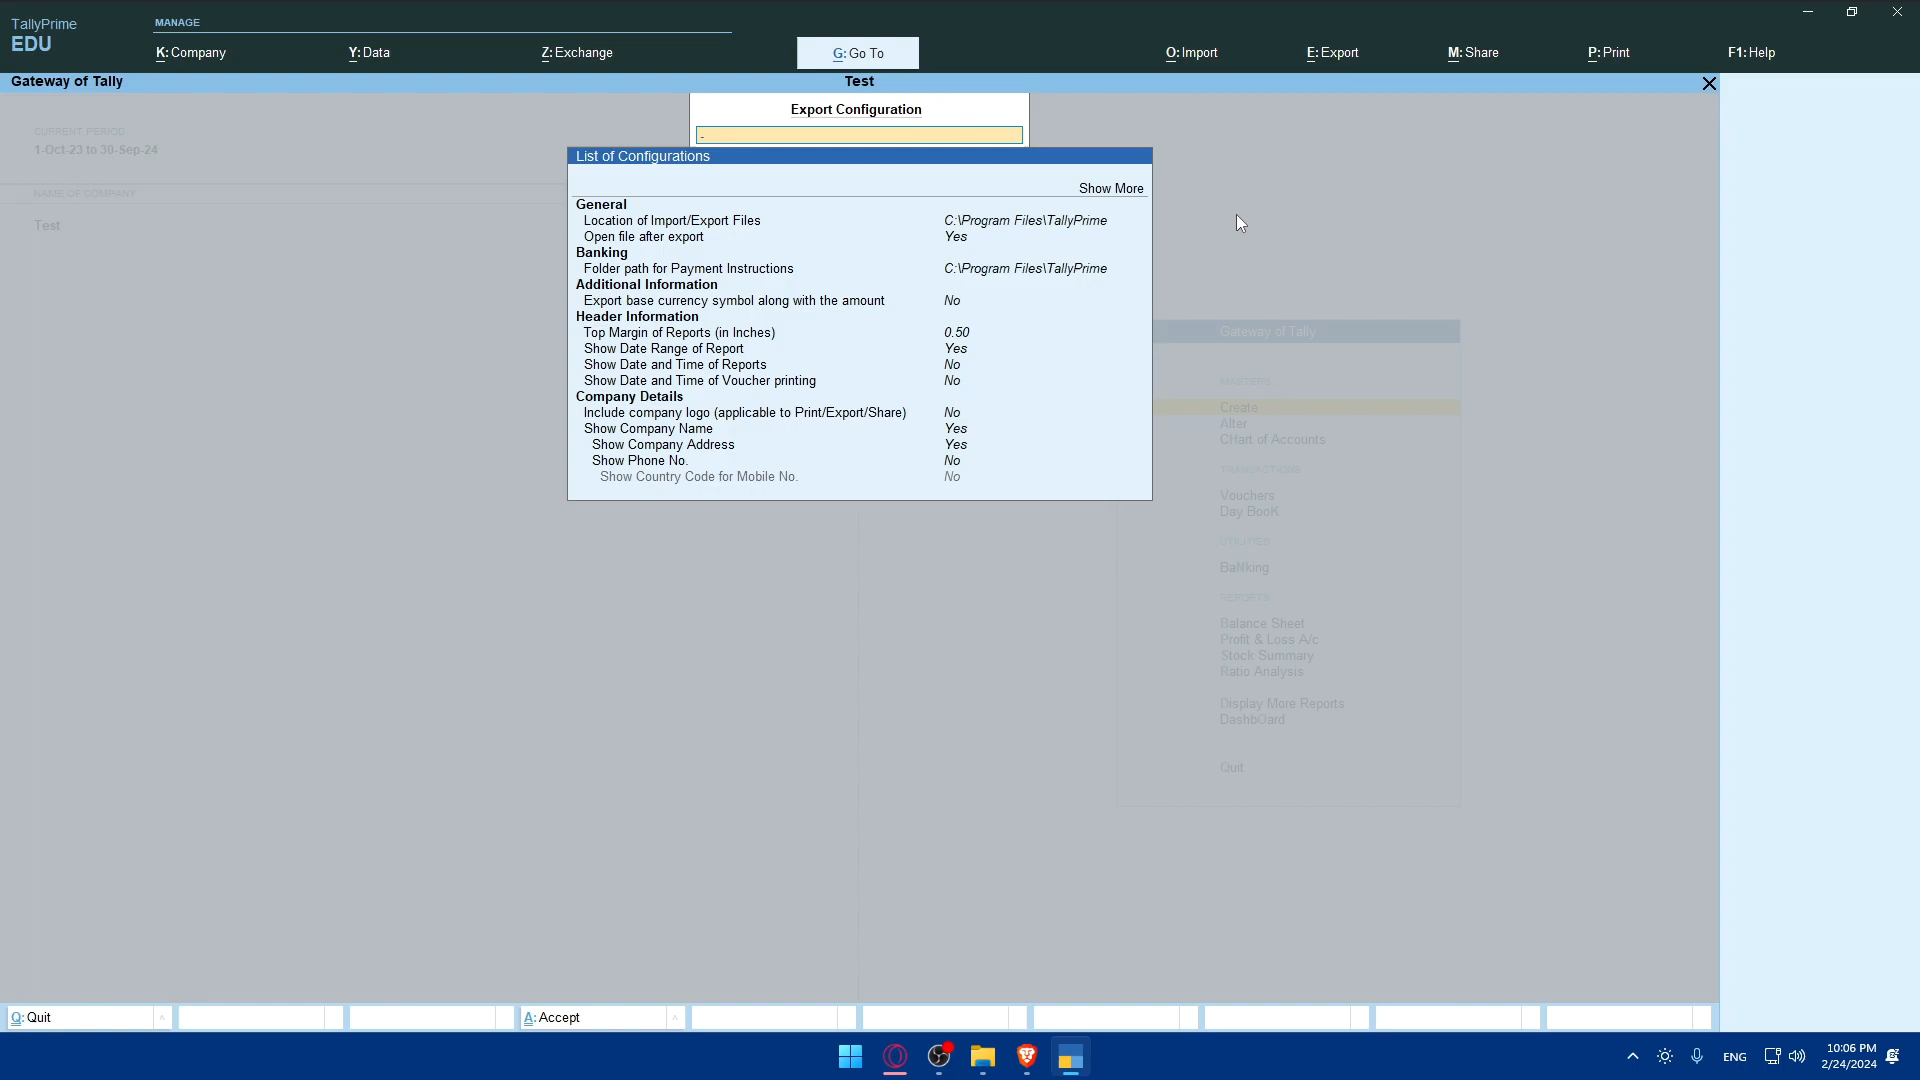 TallyPrime
EDU
MANAGE
K: Company
Y: Data
Z: Exchange
G: Go To
O: Import
E: Export
M: Share
P: Print
F1: Help
Gateway of Tally
Test
CURRENT PERIOD
1-Oct-23 to 30-Sep-24
NAME OF COMPANY
Test
Export Configuration
List of Configurations
Show More
General
Location of Import/Export Files C:\Program Files\TallyPrime
Open file after export Yes
Banking
Folder path for Payment Instructions C:\Program Files\TallyPrime
Additional Information
Export base currency symbol along with the amount No
Header Information
Top Margin of Reports (in Inches) 0.50
Show Date Range of Report Yes
Show Date and Time of Reports No
Show Date and Time of Voucher printing No
Company Details
Include company logo (applicable to Print/Export/Share) No
Show Company Name Yes
Show Company Address Yes
Show Phone No. No
Show Country Code for Mobile No. No
Gateway of Tally
MASTERS
Create
Alter
CHart of Accounts
TRANSACTIONS
Vouchers
Day BooK
UTILITIES
BaNking
REPORTS
Balance Sheet
Profit & Loss A/c
Stock Summary
Ratio Analysis
Display More Reports
DashbOard
Quit
Q: Quit
A: Accept
ENG
10:06 PM
2/24/2024